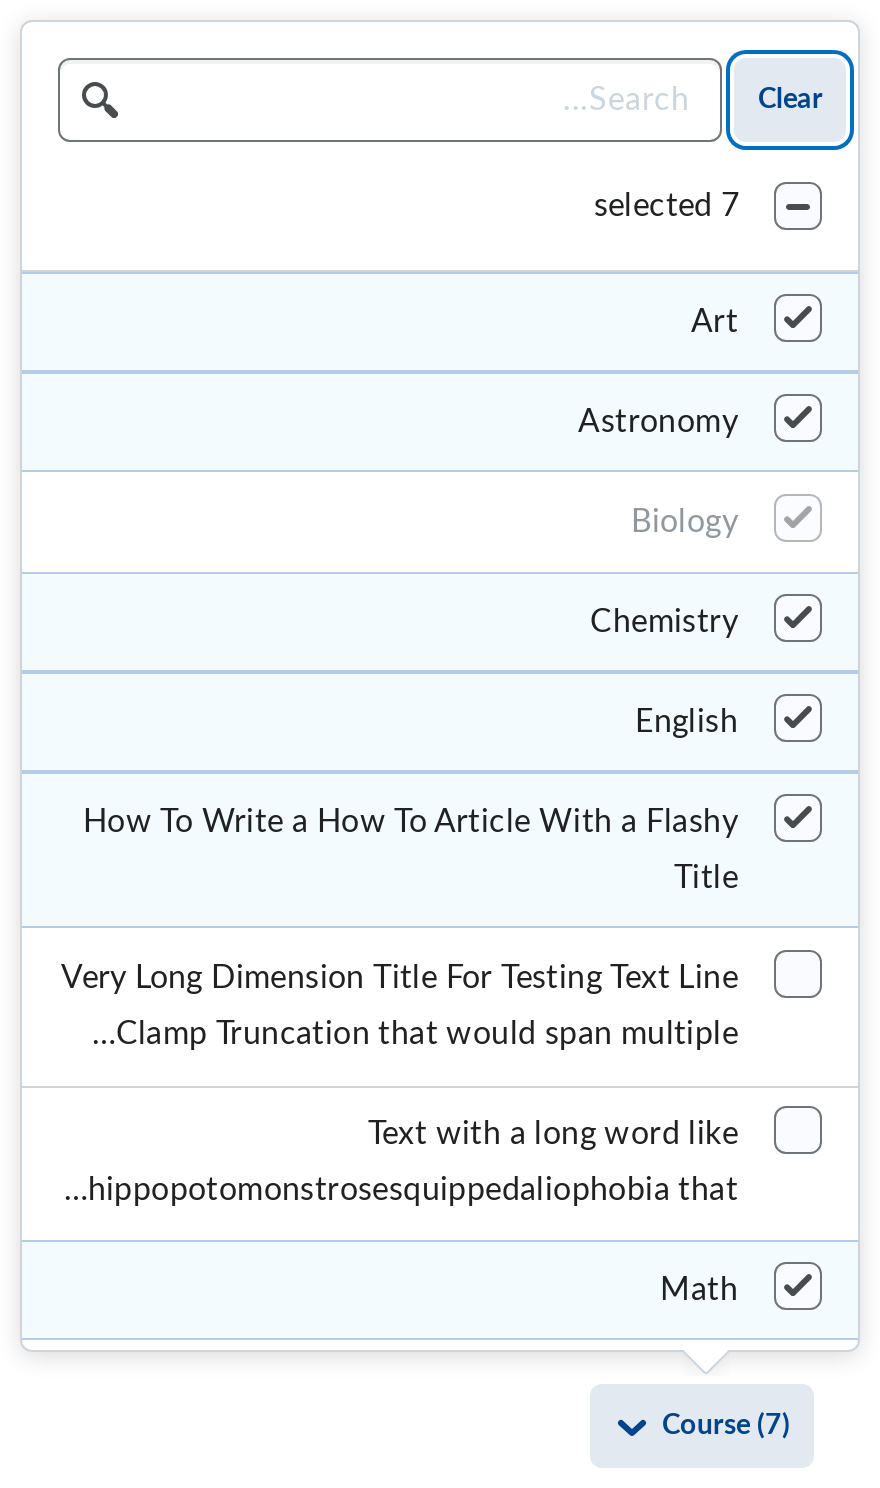 ...Search
Clear
selected 7
Art
Astronomy
Biology
Chemistry
English
How To Write a How To Article With a Flashy
Title
Very Long Dimension Title For Testing Text Line
...Clamp Truncation that would span multiple
Text with a long word like
...hippopotomonstrosesquippedaliophobia that
Math
Course (7)